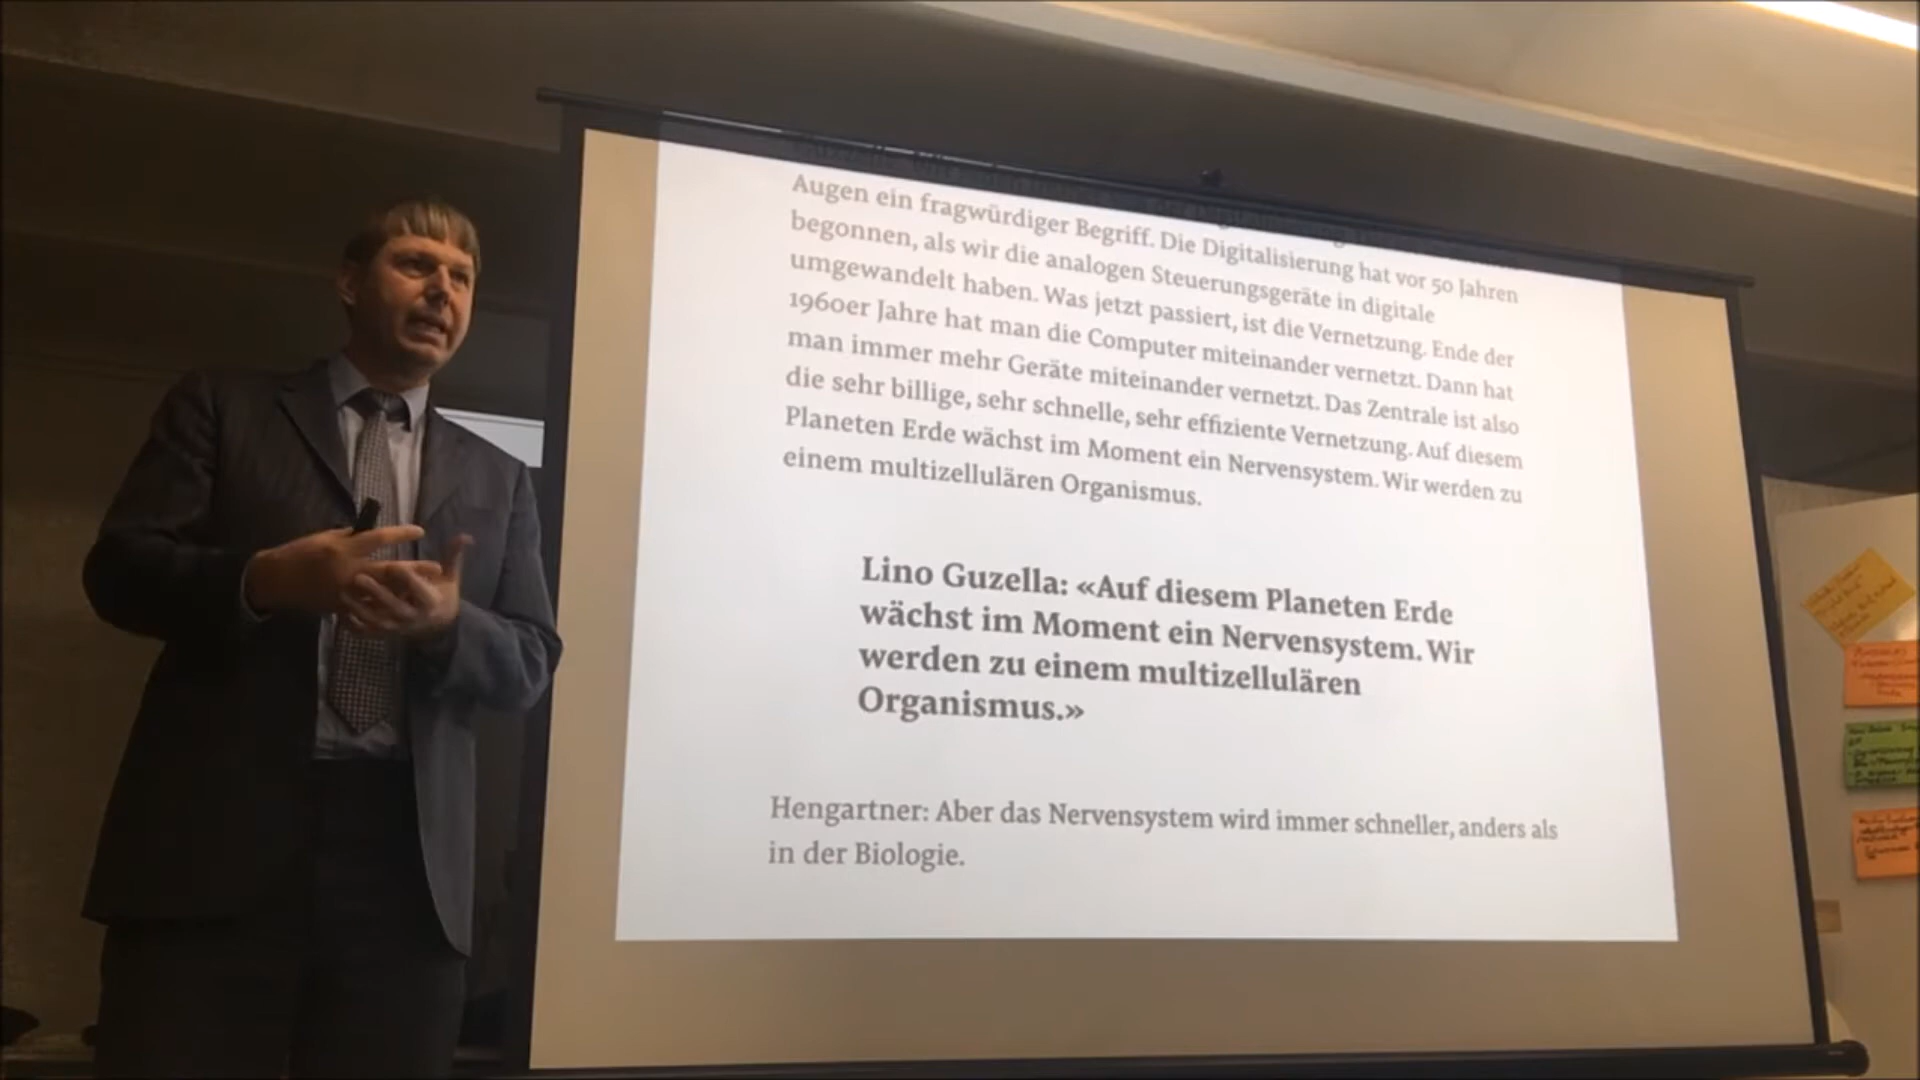 Augen ein fragwürdiger Begriff. Die Digitalisierung hat vor 50 Jahren
begonnen, als wir die analogen Steuerungsgeräte in digitale
umgewandelt haben. Was jetzt passiert, ist die Vernetzung. Ende der
1960er Jahre hat man die Computer miteinander vernetzt. Dann hat
man immer mehr Geräte miteinander vernetzt. Das Zentrale ist also
die sehr billige, sehr schnelle, sehr effiziente Vernetzung. Auf diesem
Planeten Erde wächst im Moment ein Nervensystem. Wir werden zu
einem multizellulären Organismus.
Lino Guzella: «Auf diesem Planeten Erde
wächst im Moment ein Nervensystem. Wir
werden zu einem multizellulären
Organismus.»
Hengartner: Aber das Nervensystem wird immer schneller, anders als
in der Biologie.